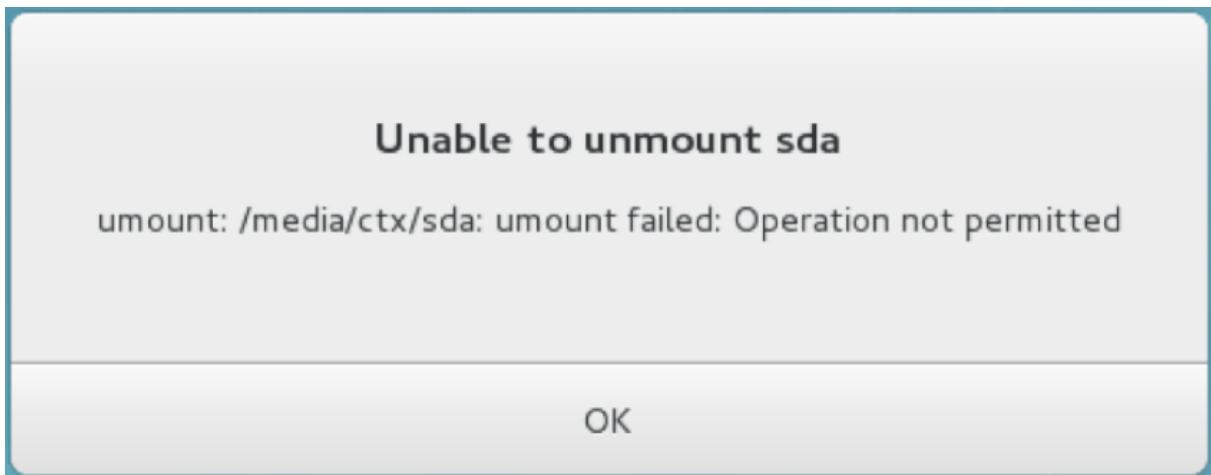 Unable to unmount sda
umount: /media/ctx/sda: umount failed: Operation not permitted
OK